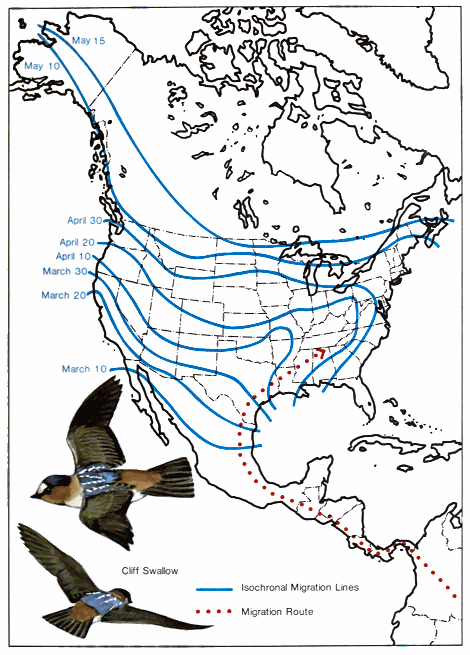 May 15
May 10
April 30
April 20
April 10
March 30
March 20
March 10
Cliff Swallow
Isochronal Migration Lines
Migration Route